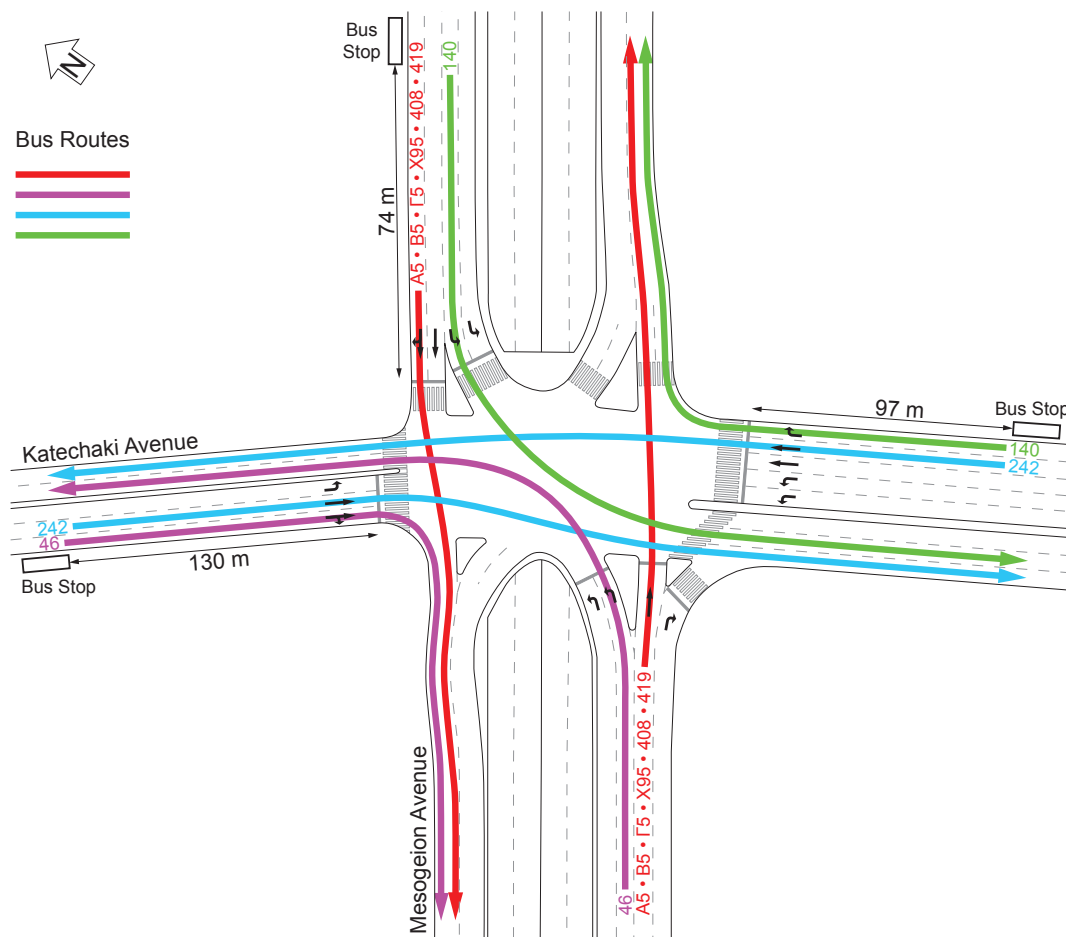 Bus
Stop
N
A5 • B5 • Γ5 • X95 • 408 • 419
140
Bus Routes
74 m
97 m
Bus Stop
Katechaki Avenue
140
242
242
46
130 m
Bus Stop
Mesogeion Avenue
46
A5 • B5 • Γ5 • X95 • 408 • 419